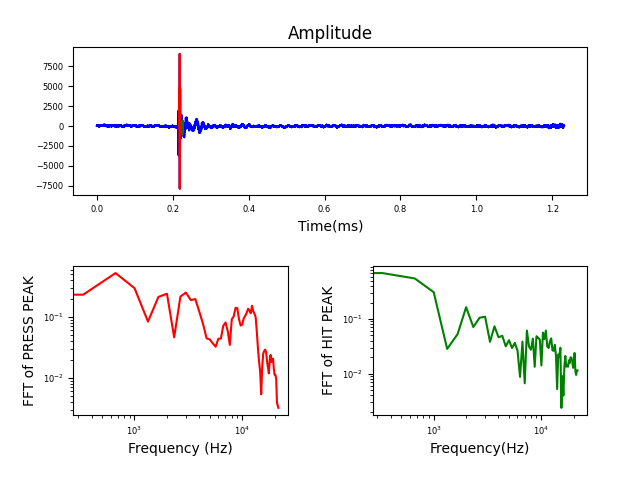 Amplitude
7500
5000
2500
0
−2500
−5000
−7500
0.0 0.2 0.4 0.6 0.8 1.0 1.2
Time(ms)
FFT of PRESS PEAK
10⁻¹
10⁻²
10³ 10⁴
Frequency (Hz)
FFT of HIT PEAK
10⁻¹
10⁻²
10³ 10⁴
Frequency(Hz)